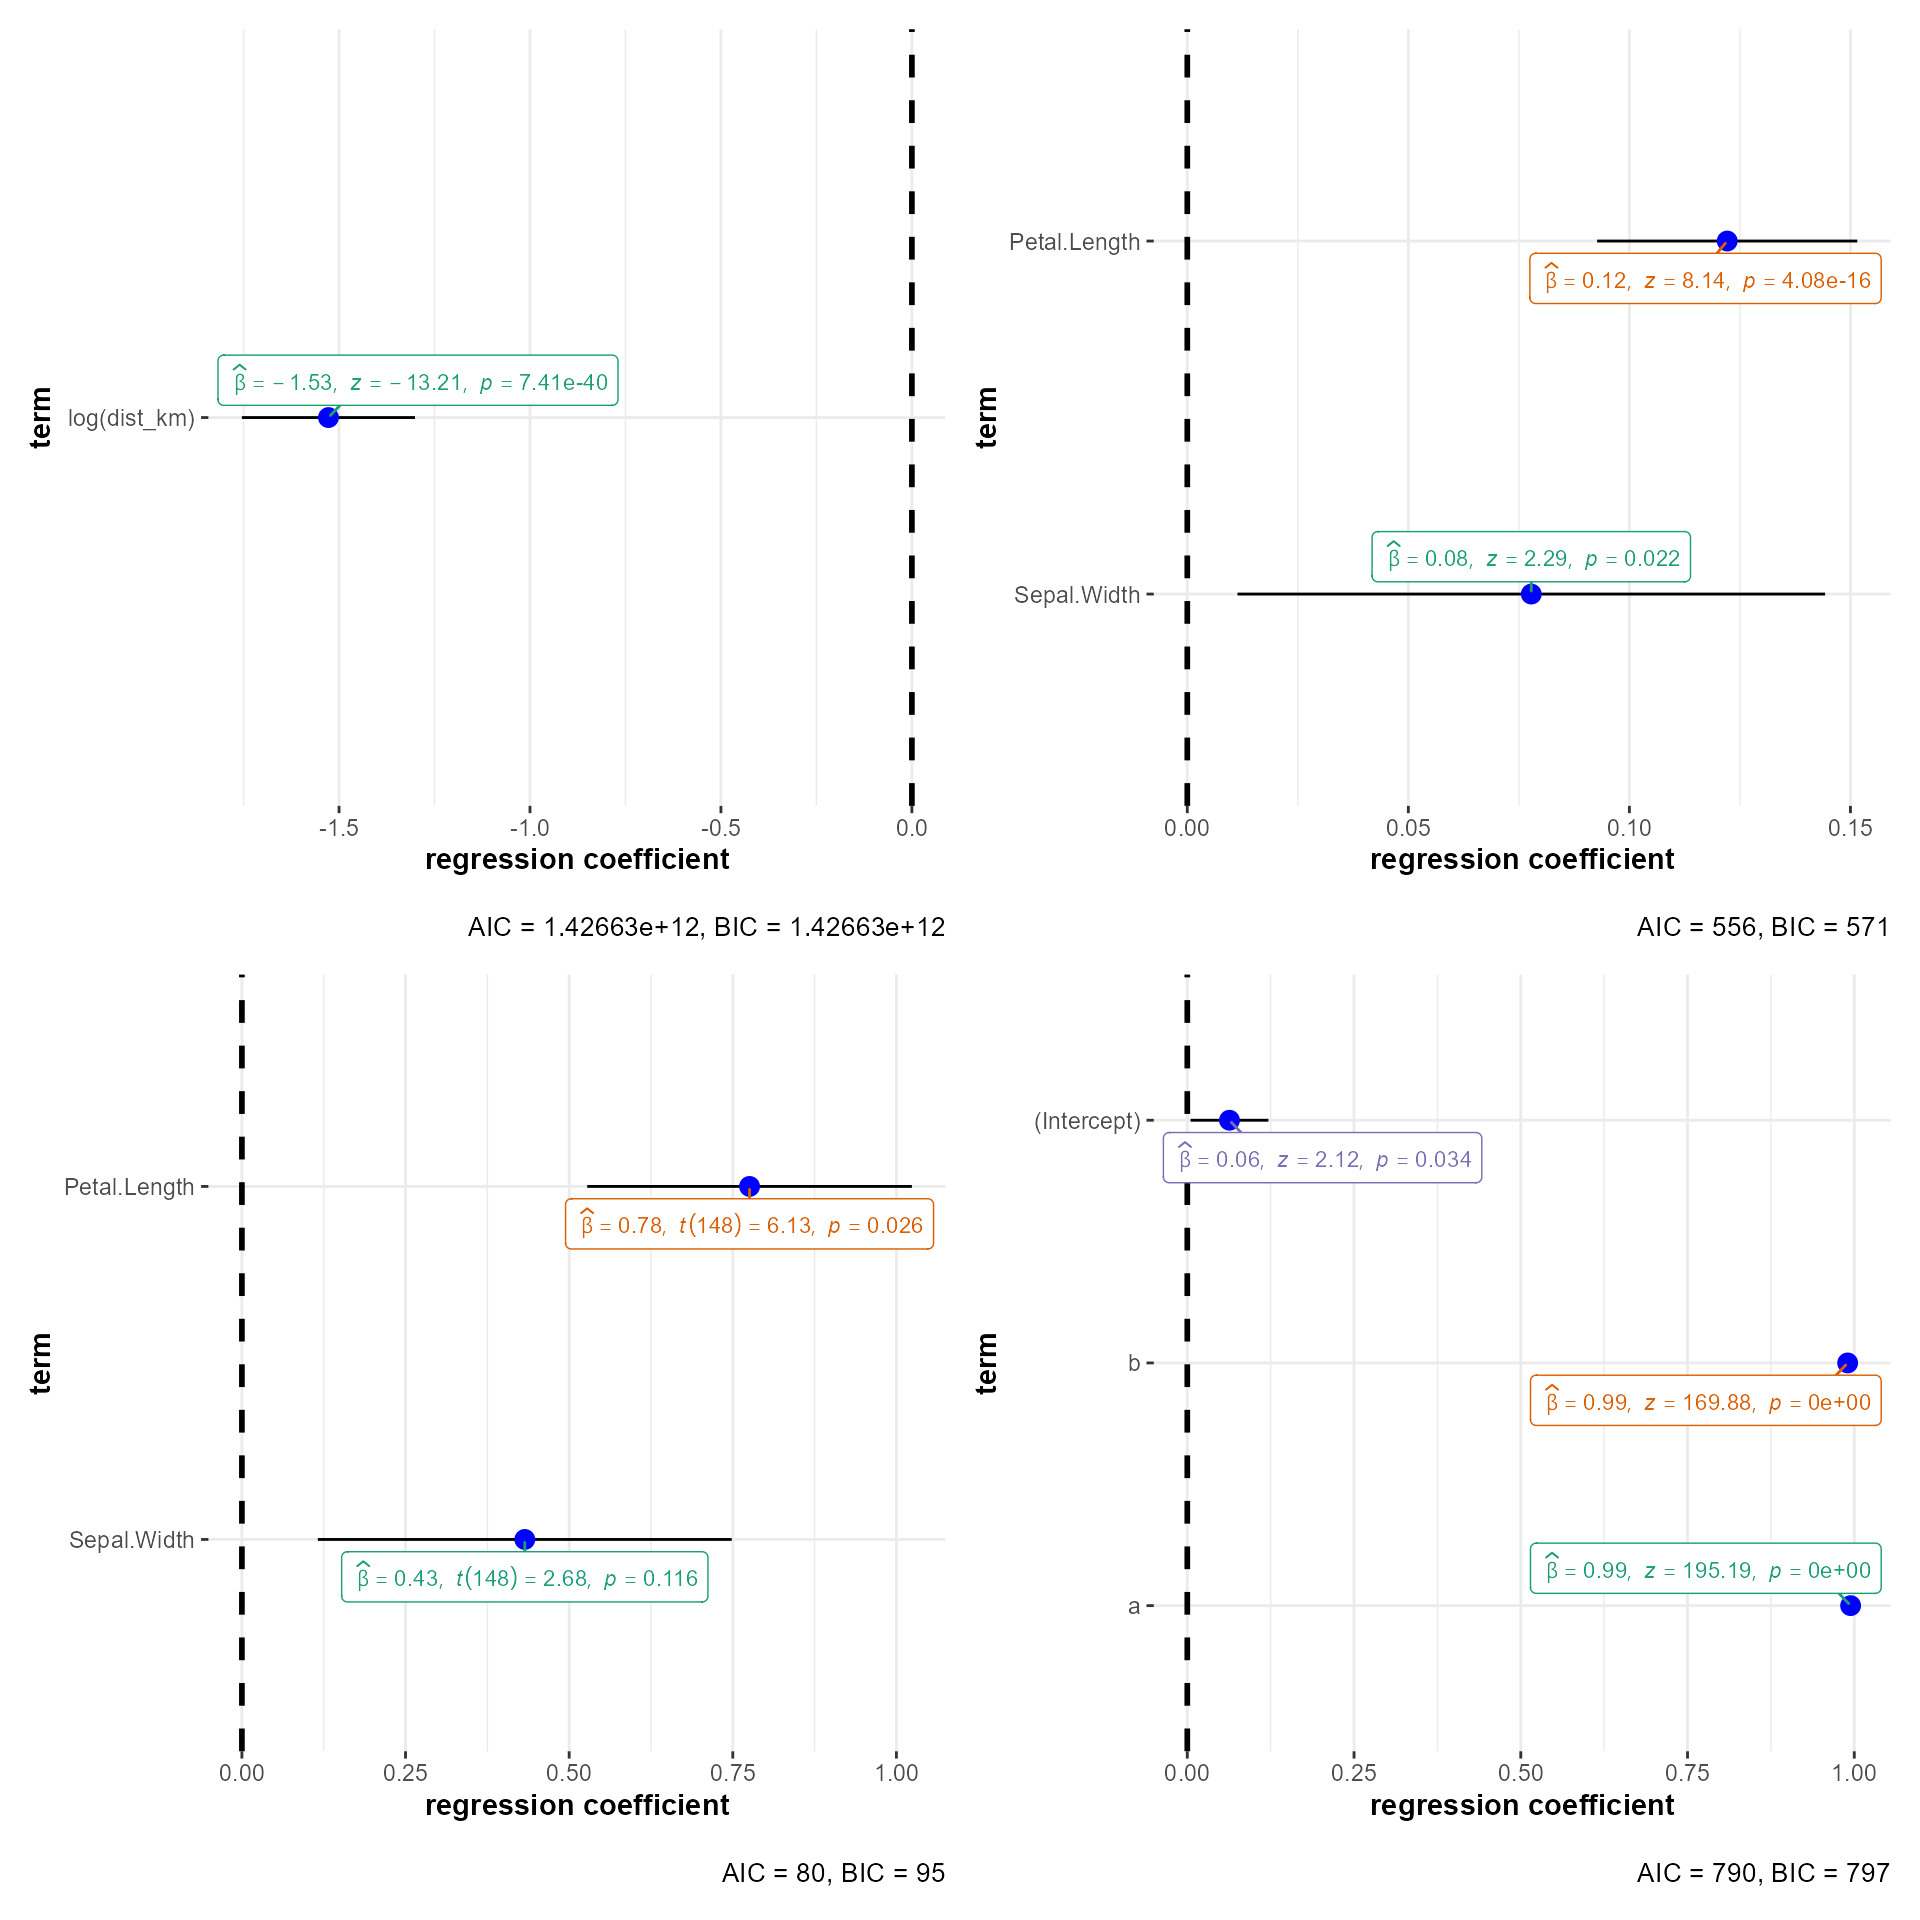 term
log(dist_km)
β̂ = − 1.53, z = − 13.21, p = 7.41e-40
-1.5 -1.0 -0.5 0.0
regression coefficient
AIC = 1.42663e+12, BIC = 1.42663e+12
term
Petal.Length
β̂ = 0.12, z = 8.14, p = 4.08e-16
β̂ = 0.08, z = 2.29, p = 0.022
Sepal.Width
0.00 0.05 0.10 0.15
regression coefficient
AIC = 556, BIC = 571
term
Petal.Length
β̂ = 0.78, t(148) = 6.13, p = 0.026
Sepal.Width
β̂ = 0.43, t(148) = 2.68, p = 0.116
0.00 0.25 0.50 0.75 1.00
regression coefficient
AIC = 80, BIC = 95
term
(Intercept)
β̂ = 0.06, z = 2.12, p = 0.034
b
β̂ = 0.99, z = 169.88, p = 0e+00
β̂ = 0.99, z = 195.19, p = 0e+00
a
0.00 0.25 0.50 0.75 1.00
regression coefficient
AIC = 790, BIC = 797